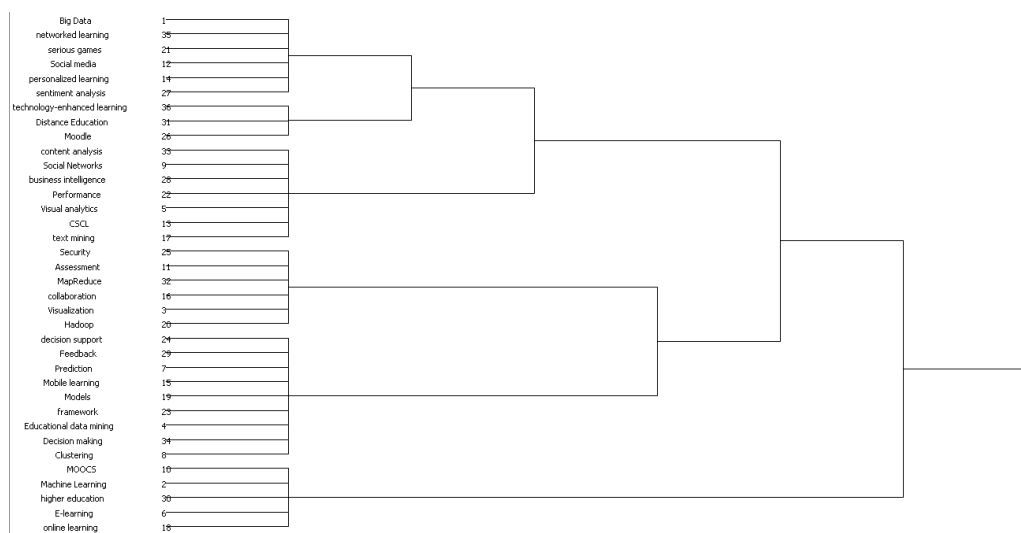 Big Data 1
networked learning 35
serious games 21
Social media 12
personalized learning 14
sentiment analysis 27
technology-enhanced learning 36
Distance Education 31
Moodle 26
content analysis 33
Social Networks 9
business intelligence 28
Performance 22
Visual analytics 5
CSCL 13
text mining 17
Security 25
Assessment 11
MapReduce 32
collaboration 16
Visualization 3
Hadoop 20
decision support 24
Feedback 29
Prediction 7
Mobile learning 15
Models 19
framework 23
Educational data mining 4
Decision making 34
Clustering 8
MOOCS 10
Machine Learning 2
higher education 30
E-learning 6
online learning 18